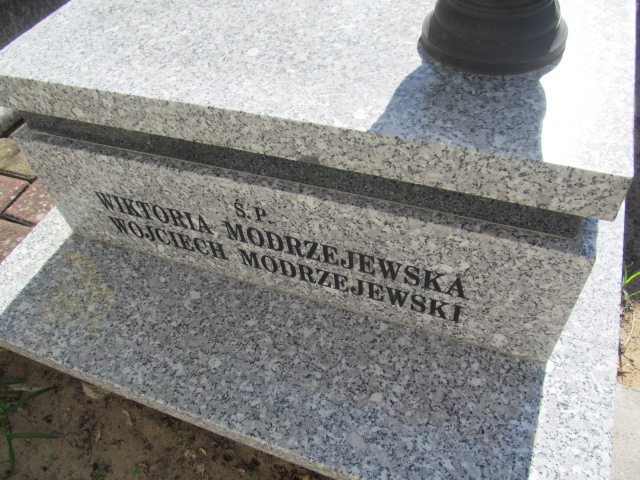 Ś. P.
WIKTORIA MODRZEJEWSKA
WOJCIECH MODRZEJEWSKI